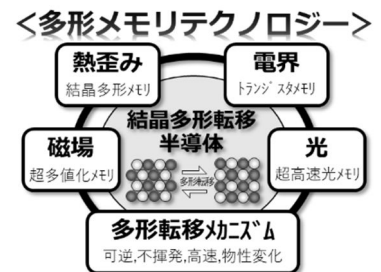 ＜多形メモリテクノロジー＞
熱歪み
結晶多形メモリ
電界
トランジスタメモリ
結晶多形転移
半導体
磁場
超多値化メモリ
光
超高速光メモリ
多形転移
多形転移メカニズム
可逆,不揮発,高速,物性変化